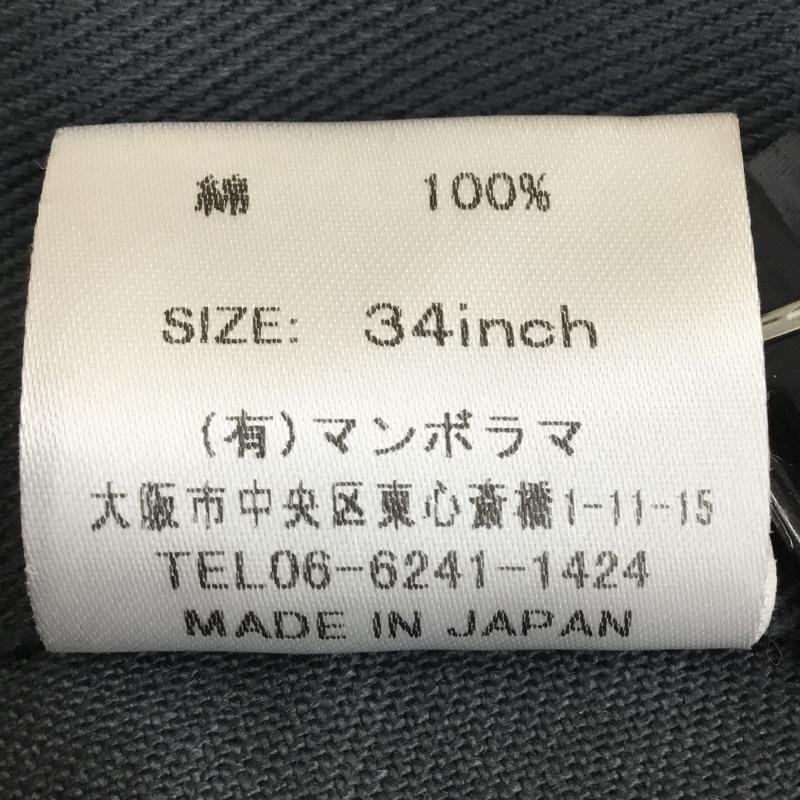 綿 100%
SIZE: 34inch
(有)マンボラマ
大阪市中央区東心斎橋1-11-15
TEL06-6241-1424
MADE IN JAPAN